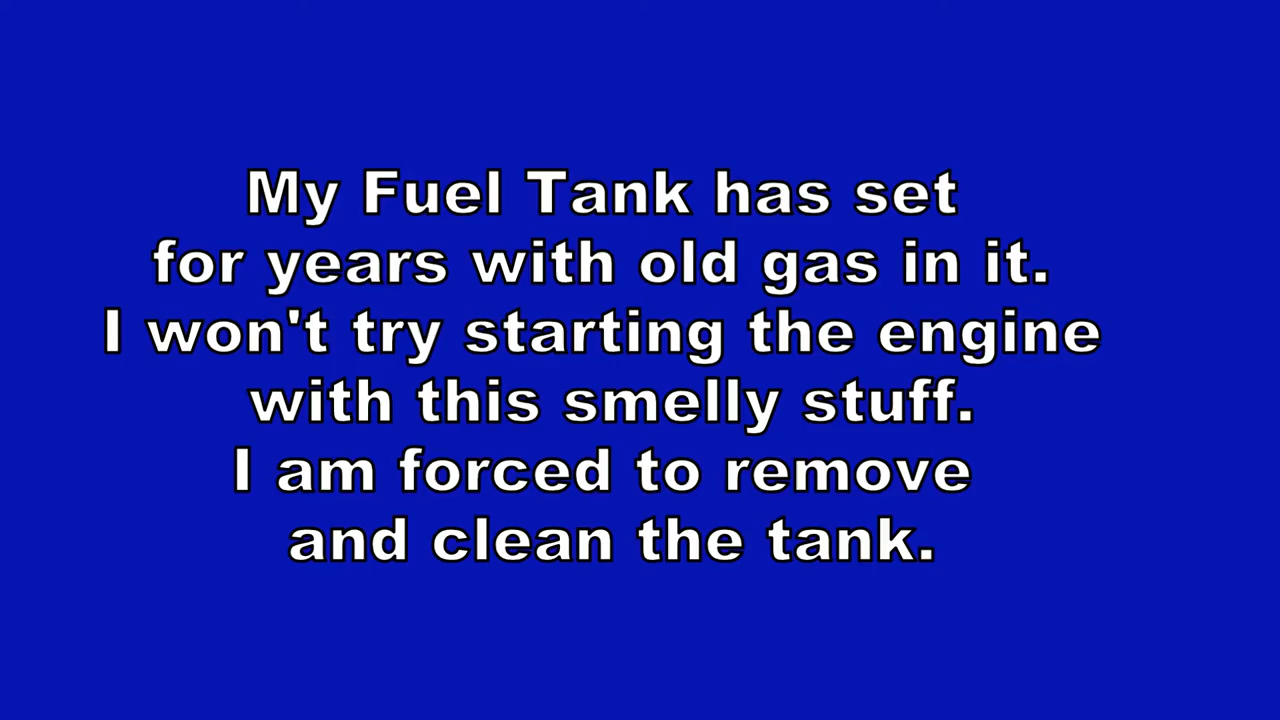 My Fuel Tank has set
for years with old gas in it.
I won't try starting the engine
with this smelly stuff.
I am forced to remove
and clean the tank.